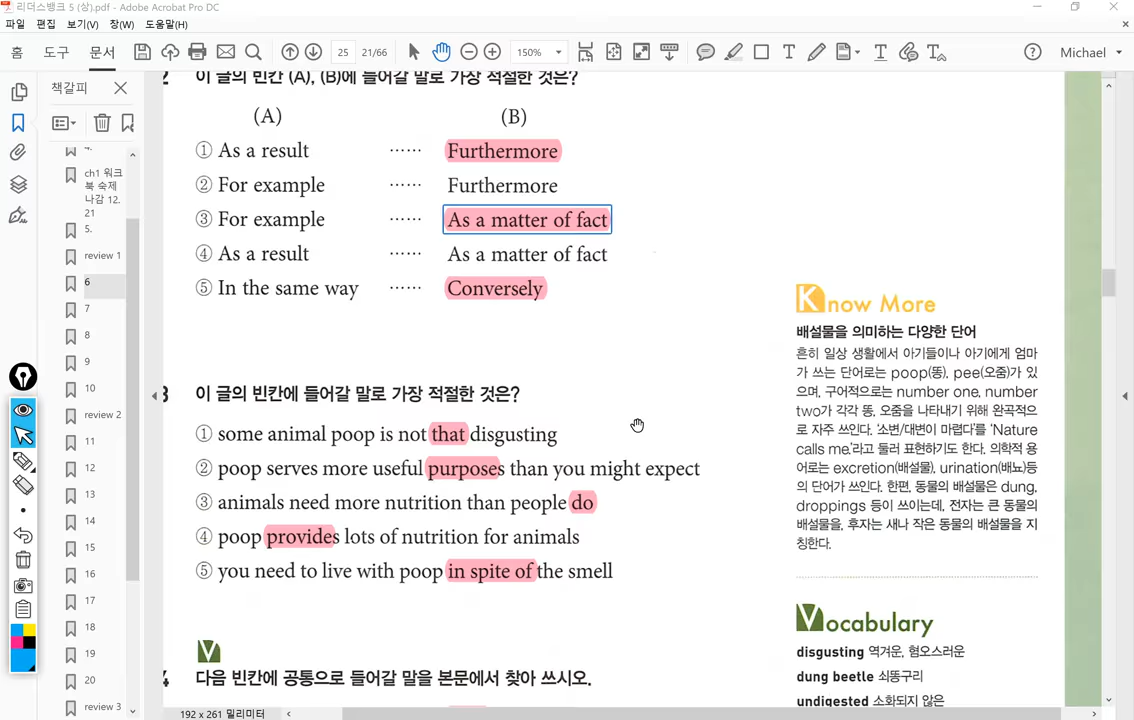 리더스뱅크 5 (상).pdf - Adobe Acrobat Pro DC
파일 편집 보기(V) 창(W) 도움말(H)
홈 도구 문서 25 21/66 150% Michael
책갈피
4.
ch1 워크
북 숙제
나감 12.
21
5.
review 1
6
7
8
9
10
review 2
11
12
13
14
15
16
17
18
19
20
review 3
2 이 글의 빈칸 (A), (B)에 들어갈 말로 가장 적절한 것은?
(A) (B)
① As a result ······ Furthermore
② For example ······ Furthermore
③ For example ······ As a matter of fact
④ As a result ······ As a matter of fact
⑤ In the same way ······ Conversely
3 이 글의 빈칸에 들어갈 말로 가장 적절한 것은?
① some animal poop is not that disgusting
② poop serves more useful purposes than you might expect
③ animals need more nutrition than people do
④ poop provides lots of nutrition for animals
⑤ you need to live with poop in spite of the smell
V
4 다음 빈칸에 공통으로 들어갈 말을 본문에서 찾아 쓰시오.
Know More
배설물을 의미하는 다양한 단어
흔히 일상 생활에서 아기들이나 아기에게 엄마
가 쓰는 단어로는 poop(똥), pee(오줌)가 있
으며, 구어적으로는 number one, number
two가 각각 똥, 오줌을 나타내기 위해 완곡적으
로 자주 쓰인다. '소변/대변이 마렵다'를 'Nature
calls me.'라고 둘러 표현하기도 한다. 의학적 용
어로는 excretion(배설물), urination(배뇨)등
의 단어가 쓰인다. 한편, 동물의 배설물은 dung,
droppings 등이 쓰이는데, 전자는 큰 동물의
배설물을, 후자는 새나 작은 동물의 배설물을 지
칭한다.
Vocabulary
disgusting 역겨운, 혐오스러운
dung beetle 쇠똥구리
undigested 소화되지 않은
192 x 261 밀리미터